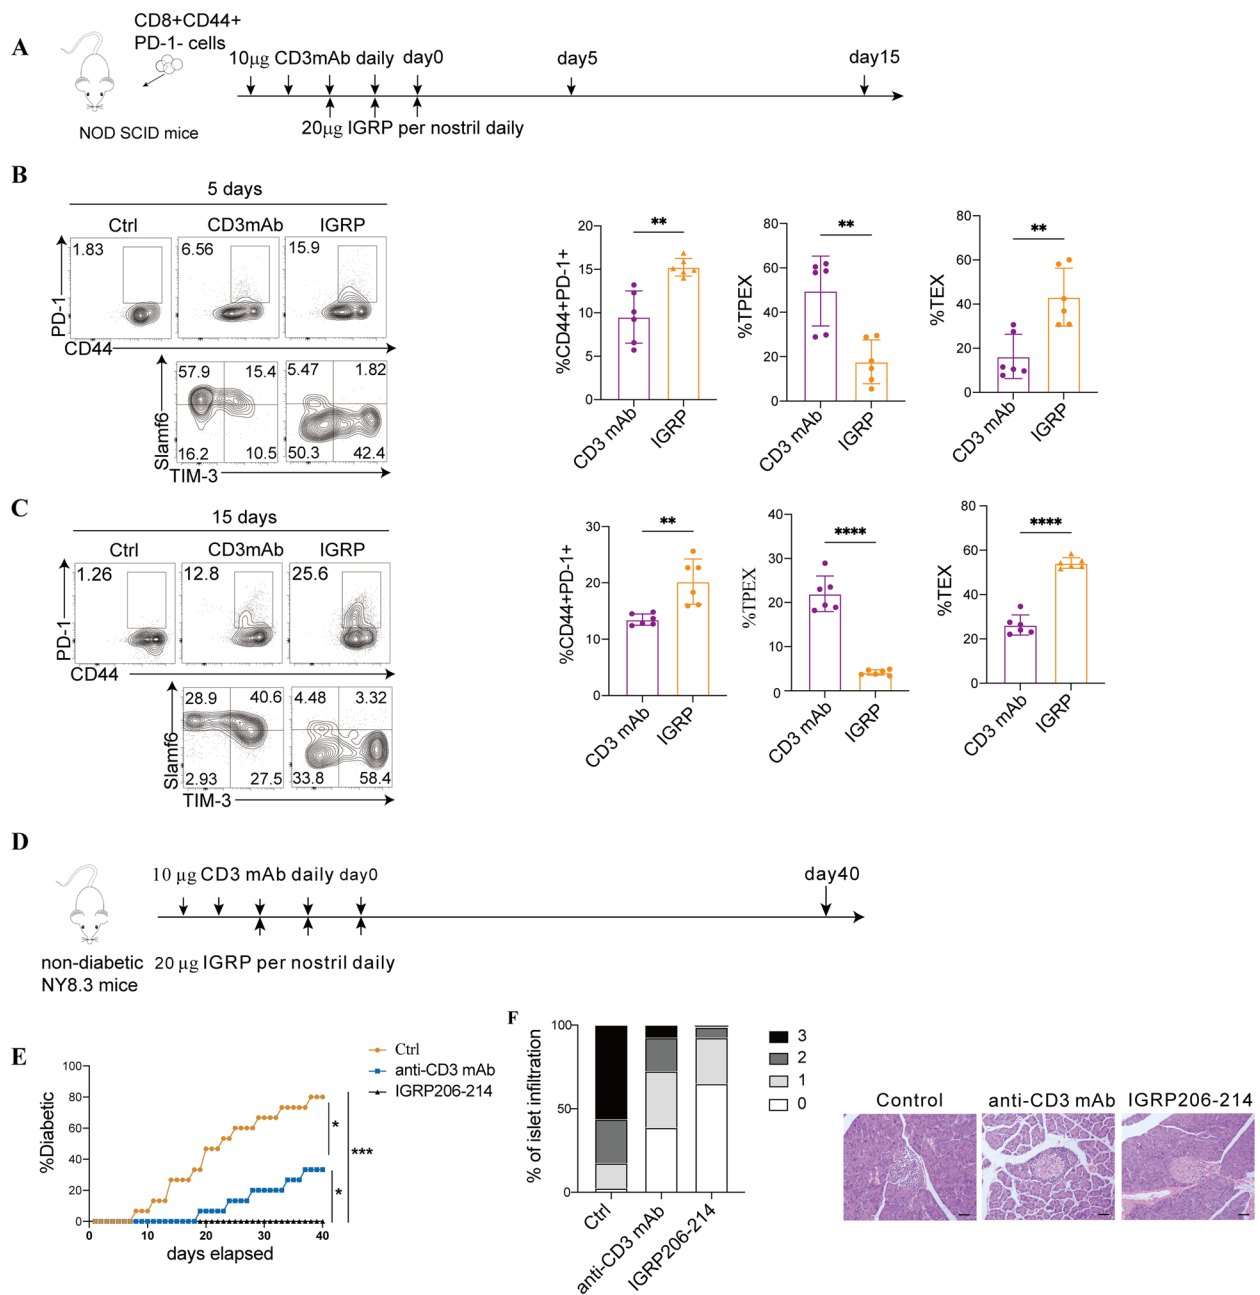 A
CD8+CD44+
PD-1- cells
NOD SCID mice
10μg CD3mAb daily day0
day5
day15
20μg IGRP per nostril daily
B
5 days
Ctrl
CD3mAb
IGRP
1.83
6.56
15.9
PD-1
CD44
57.9
15.4
5.47
1.82
16.2
10.5
50.3
42.4
Slamf6
TIM-3
**
%CD44+PD-1+
20
15
10
5
0
CD3 mAb
IGRP
**
%TPEX
80
60
40
20
0
CD3 mAb
IGRP
**
%TEX
80
60
40
20
0
CD3 mAb
IGRP
C
15 days
Ctrl
CD3mAb
IGRP
1.26
12.8
25.6
PD-1
CD44
28.9
40.6
4.48
3.32
2.93
27.5
33.8
58.4
Slamf6
TIM-3
**
%CD44+PD-1+
30
20
10
0
CD3 mAb
IGRP
****
%TPEX
40
30
20
10
0
CD3 mAb
IGRP
****
%TEX
80
60
40
20
0
CD3 mAb
IGRP
D
10 μg CD3 mAb daily day0
day40
non-diabetic
NY8.3 mice
20 μg IGRP per nostril daily
E
Ctrl
anti-CD3 mAb
IGRP206-214
%Diabetic
100
80
60
40
20
0
0
10
20
30
40
days elapsed
*
*
***
F
% of islet infiltration
100
50
0
Ctrl
anti-CD3 mAb
IGRP206-214
3
2
1
0
Control
anti-CD3 mAb
IGRP206-214